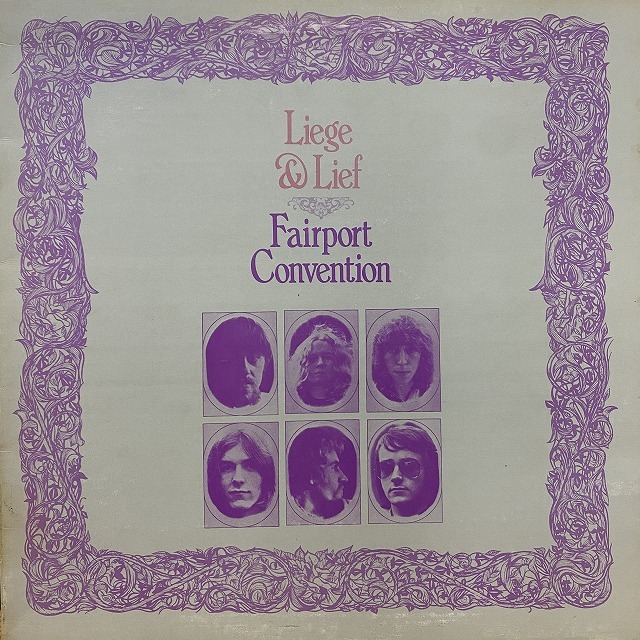 Liege
& Lief
Fairport
Convention